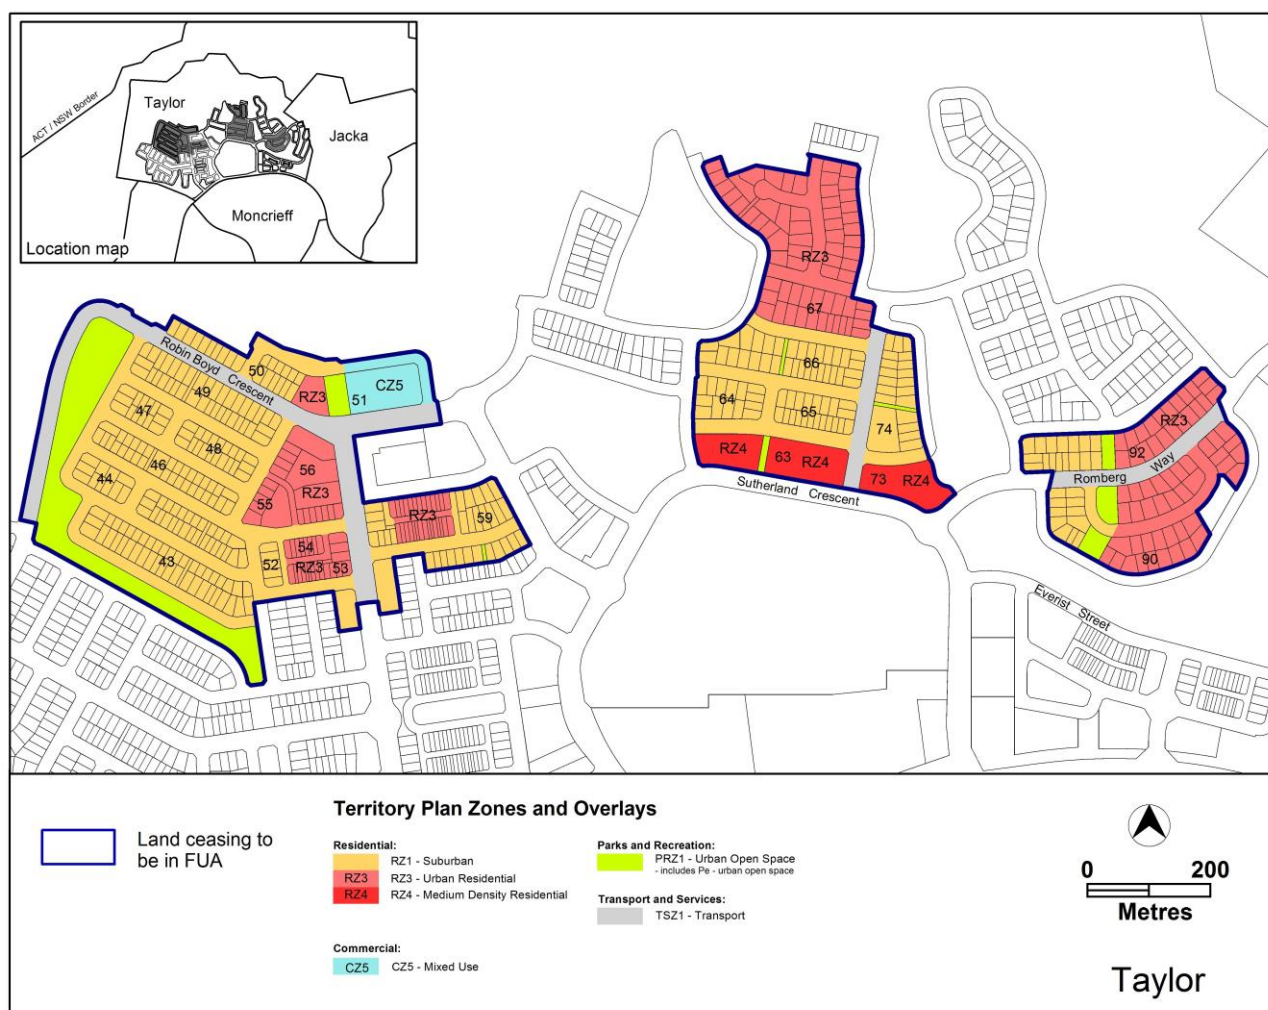 ACT / NSW Border
Taylor
Jacka
Moncrieff
Location map
RZ3
67
66
64
65
74
RZ4
63
RZ4
73
RZ4
Sutherland Crescent
Robin Boyd Crescent
50
49
RZ3
51
CZ5
47
48
46
44
56
RZ3
55
43
52
54
RZ3
53
RZ3
59
RZ3
92
Romberg Way
90
Everist Street
Land ceasing to
be in FUA
Territory Plan Zones and Overlays
Residential:
RZ1 - Suburban
RZ3 RZ3 - Urban Residential
RZ4 RZ4 - Medium Density Residential
Commercial:
CZ5 CZ5 - Mixed Use
Parks and Recreation:
PRZ1 - Urban Open Space
- includes Pe - urban open space
Transport and Services:
TSZ1 - Transport
0 200
Metres
Taylor